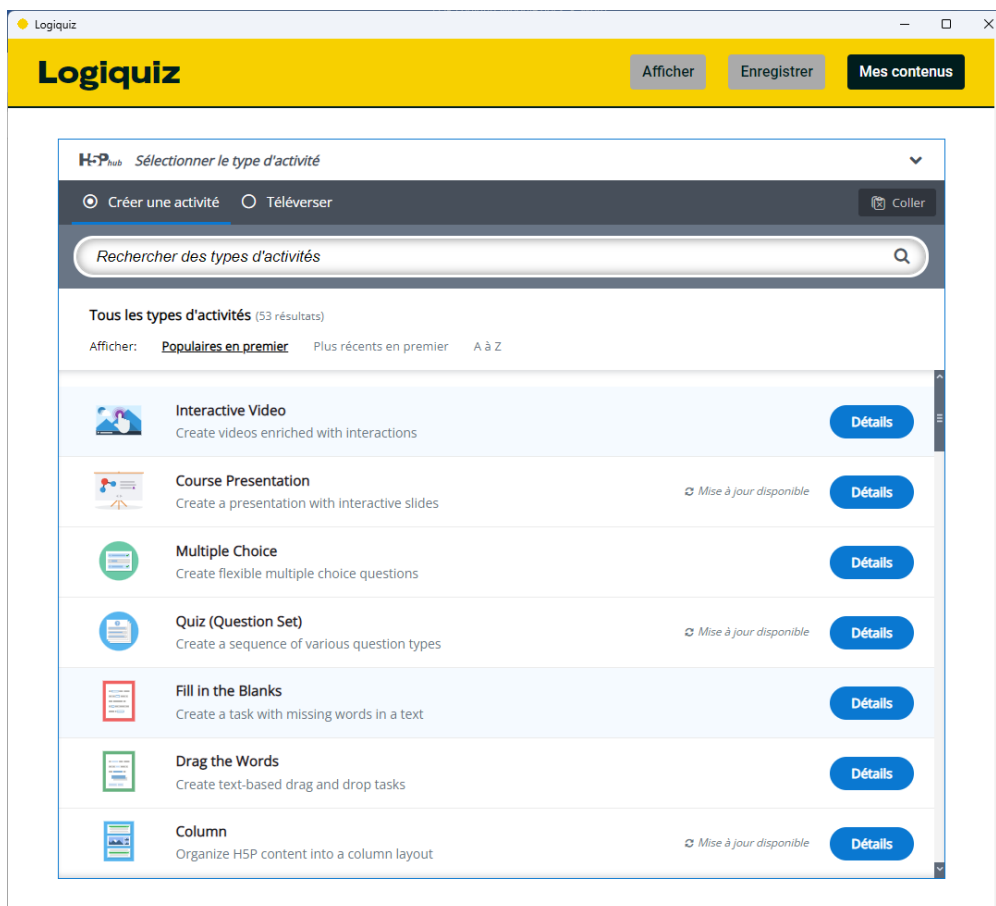 Logiquiz
Logiquiz
Afficher
Enregistrer
Mes contenus
H5P hub Sélectionner le type d'activité
Créer une activité
Téléverser
Coller
Rechercher des types d'activités
Tous les types d'activités (53 résultats)
Afficher: Populaires en premier Plus récents en premier A à Z
Interactive Video
Create videos enriched with interactions
Détails
Course Presentation
Create a presentation with interactive slides
Mise à jour disponible
Détails
Multiple Choice
Create flexible multiple choice questions
Détails
Quiz (Question Set)
Create a sequence of various question types
Mise à jour disponible
Détails
Fill in the Blanks
Create a task with missing words in a text
Détails
Drag the Words
Create text-based drag and drop tasks
Détails
Column
Organize H5P content into a column layout
Mise à jour disponible
Détails